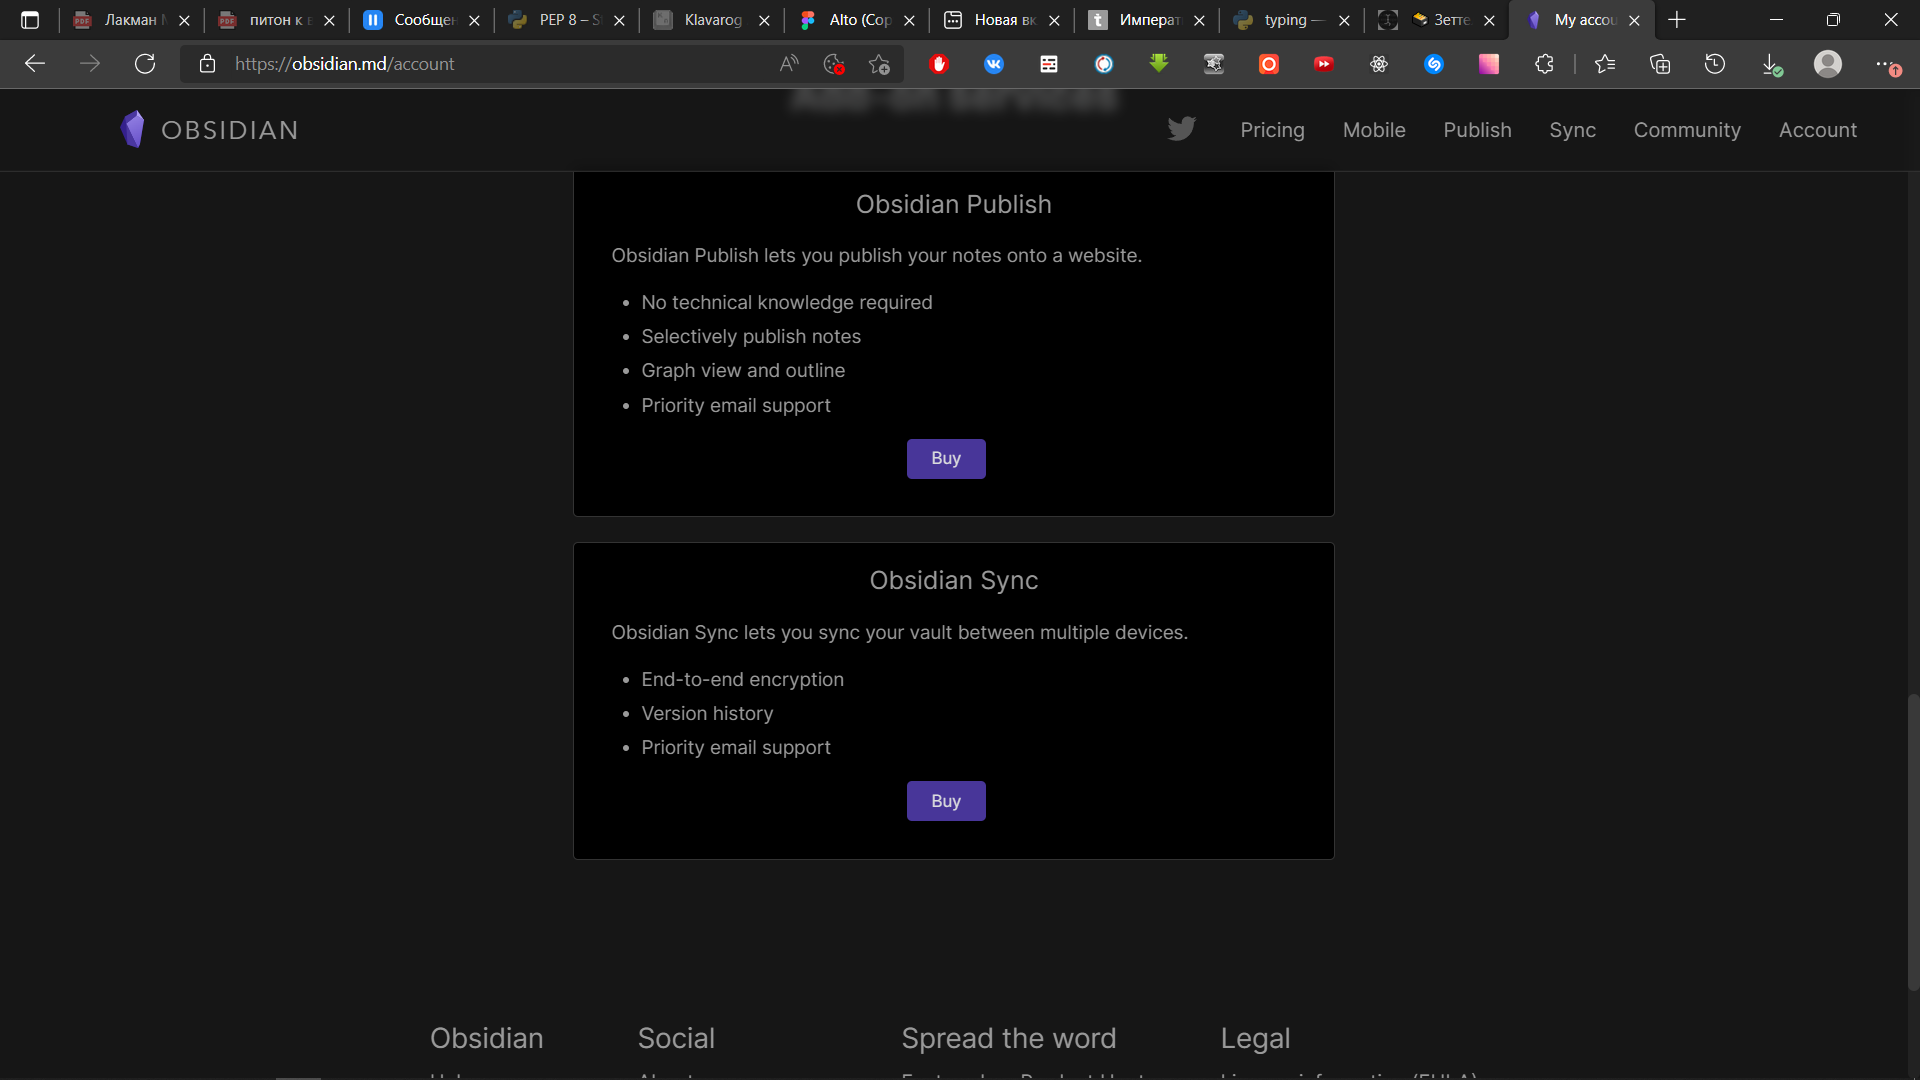 Лакман
питон к
Сообщен
PEP 8 –
Klavarog
Alto (Cop
Новая вк
Императ
typing —
Зетте
My accou
https://obsidian.md/account
Add-on services
OBSIDIAN
Pricing
Mobile
Publish
Sync
Community
Account
Obsidian Publish
Obsidian Publish lets you publish your notes onto a website.
• No technical knowledge required
• Selectively publish notes
• Graph view and outline
• Priority email support
Buy
Obsidian Sync
Obsidian Sync lets you sync your vault between multiple devices.
• End-to-end encryption
• Version history
• Priority email support
Buy
Obsidian
Social
Spread the word
Legal